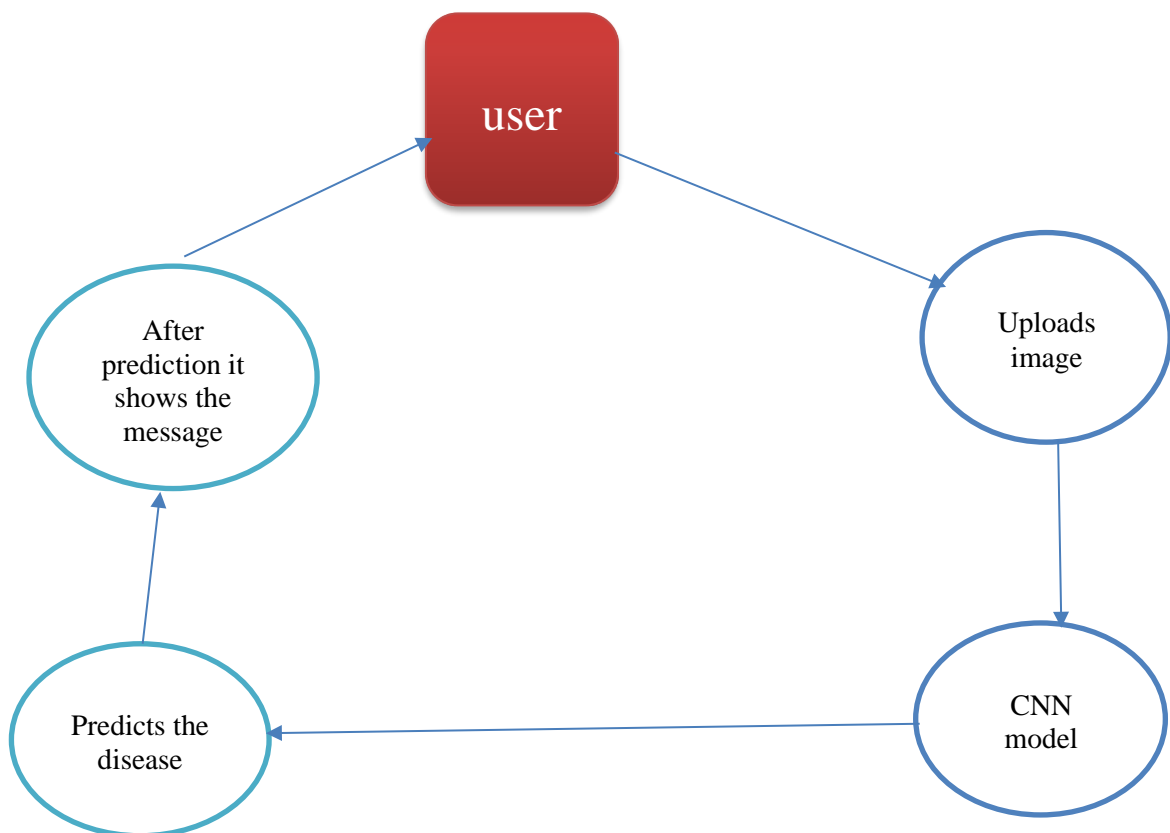 user
Uploads
image
CNN
model
Predicts the
disease
After
prediction it
shows the
message